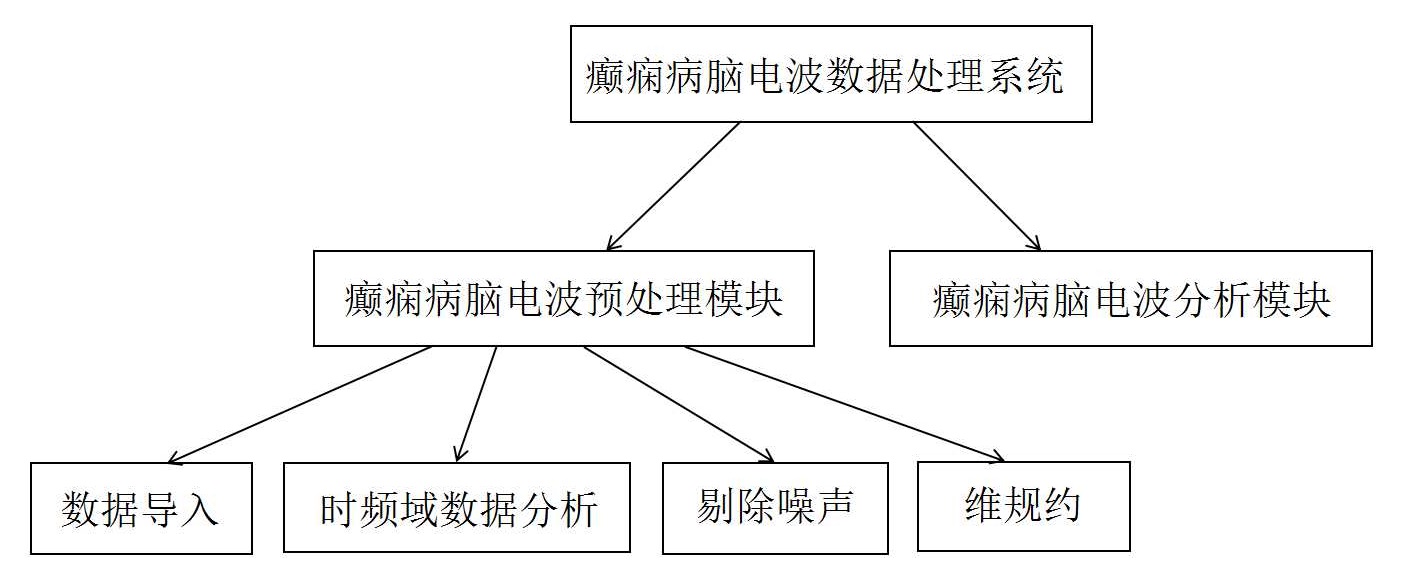 癫痫病脑电波数据处理系统
癫痫病脑电波预处理模块
癫痫病脑电波分析模块
数据导入
时频域数据分析
剔除噪声
维规约